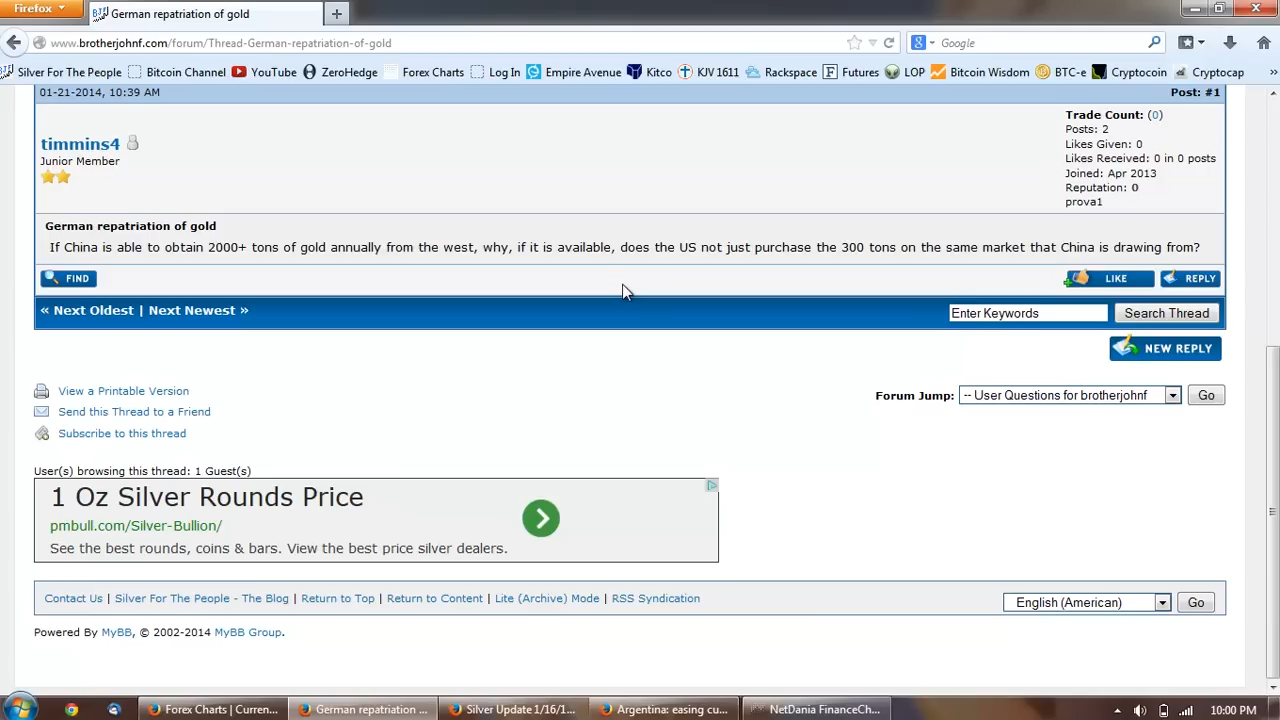 Firefox
German repatriation of gold
www.brotherjohnf.com/forum/Thread-German-repatriation-of-gold
Google
Silver For The People
Bitcoin Channel
YouTube
ZeroHedge
Forex Charts
Log In
Empire Avenue
Kitco
KJV 1611
Rackspace
Futures
LOP
Bitcoin Wisdom
BTC-e
Cryptocoin
Cryptocap
»
01-21-2014, 10:39 AM
Post: #1
timmins4
Junior Member
Trade Count: (0)
Posts: 2
Likes Given: 0
Likes Received: 0 in 0 posts
Joined: Apr 2013
Reputation: 0
prova1
German repatriation of gold
If China is able to obtain 2000+ tons of gold annually from the west, why, if it is available, does the US not just purchase the 300 tons on the same market that China is drawing from?
FIND
LIKE
REPLY
« Next Oldest | Next Newest »
Enter Keywords
Search Thread
NEW REPLY
View a Printable Version
Send this Thread to a Friend
Subscribe to this thread
Forum Jump:
-- User Questions for brotherjohnf
Go
User(s) browsing this thread: 1 Guest(s)
1 Oz Silver Rounds Price
pmbull.com/Silver-Bullion/
See the best rounds, coins & bars. View the best price silver dealers.
Contact Us | Silver For The People - The Blog | Return to Top | Return to Content | Lite (Archive) Mode | RSS Syndication
English (American)
Go
Powered By MyBB, © 2002-2014 MyBB Group.
Forex Charts | Curren...
German repatriation ...
Silver Update 1/16/1...
Argentina: easing cu...
NetDania FinanceCh...
10:00 PM